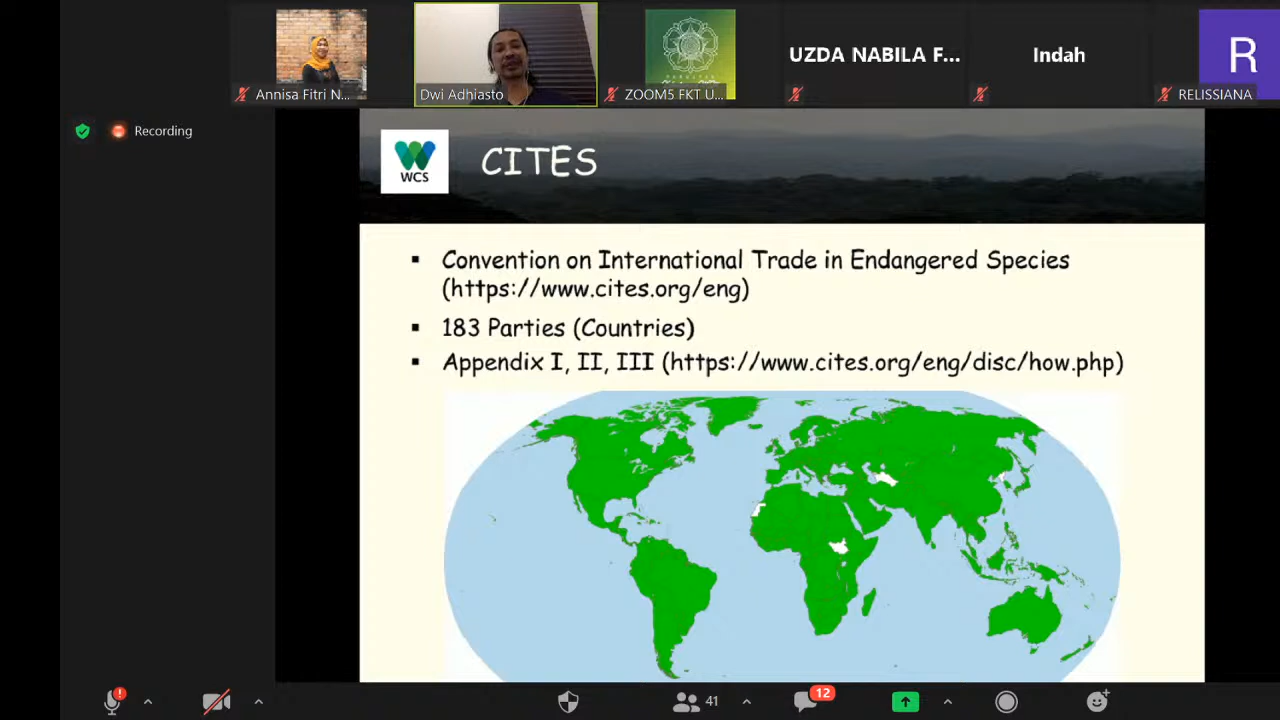 UZDA NABILA F...
Indah
R
Annisa Fitri N...
Dwi Adhiasto
ZOOM5 FKT U...
RELISSIANA
Recording
WCS
CITES
▪ Convention on International Trade in Endangered Species
(https://www.cites.org/eng)
▪ 183 Parties (Countries)
▪ Appendix I, II, III (https://www.cites.org/eng/disc/how.php)
41
12